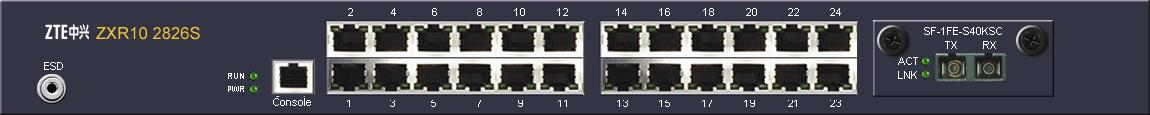 2 4 6 8 10 12 14 16 18 20 22 24
ZTE中兴 ZXR10 2826S
SF-1FE-S40KSC
TX RX
ESD
ACT
RUN
LNK
PWR
Console
1 3 5 7 9 11 13 15 17 19 21 23